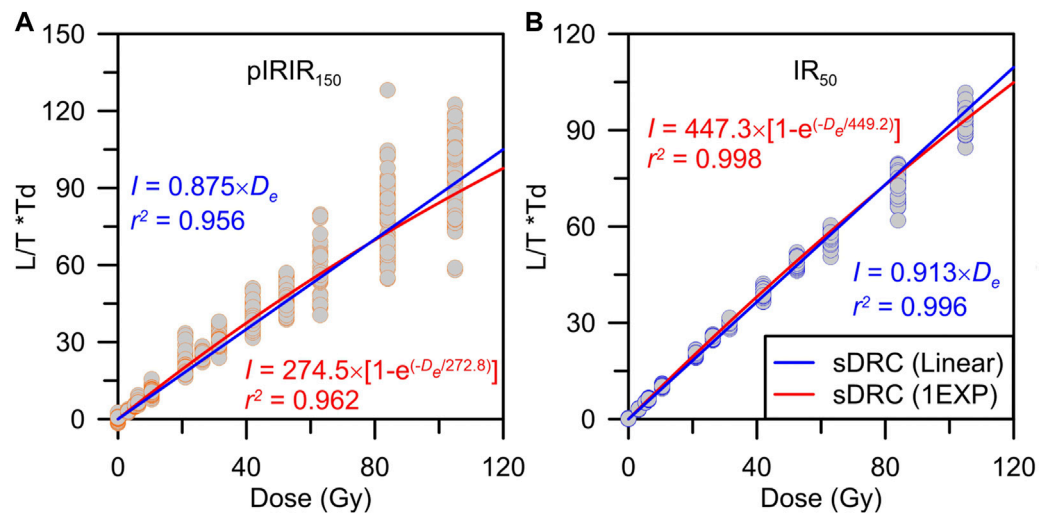 A
pIRIR₁₅₀
I = 0.875×Dₑ
r² = 0.956
I = 274.5×[1-e^(-Dₑ/272.8)]
r² = 0.962
150
120
90
60
30
0
L/T *Td
0
40
80
120
Dose (Gy)
B
IR₅₀
I = 447.3×[1-e^(-Dₑ/449.2)]
r² = 0.998
I = 0.913×Dₑ
r² = 0.996
sDRC (Linear)
sDRC (1EXP)
120
90
60
30
0
L/T *Td
0
40
80
120
Dose (Gy)